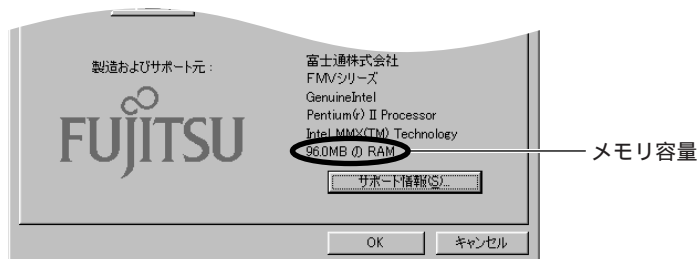 製造およびサポート元：
FUJITSU
富士通株式会社
FMVシリーズ
GenuineIntel
Pentium(r) II Processor
Intel MMX(TM) Technology
96.0MB の RAM
メモリ容量
サポート情報(S)...
OK
キャンセル